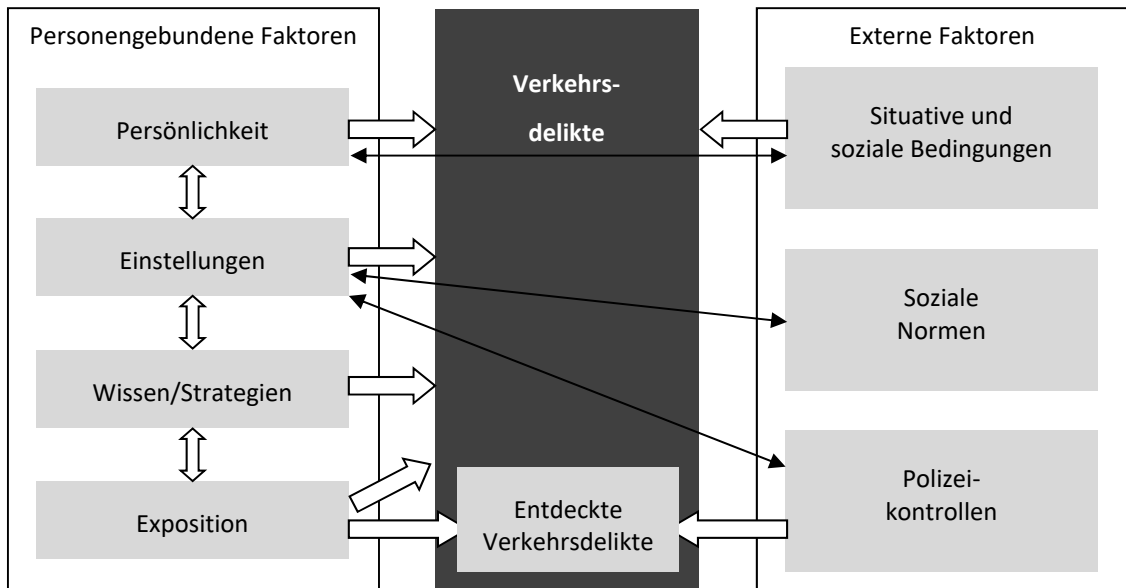 Personengebundene Faktoren
Persönlichkeit
Einstellungen
Wissen/Strategien
Exposition
Verkehrs-
delikte
Entdeckte
Verkehrsdelikte
Externe Faktoren
Situative und
soziale Bedingungen
Soziale
Normen
Polizei-
kontrollen